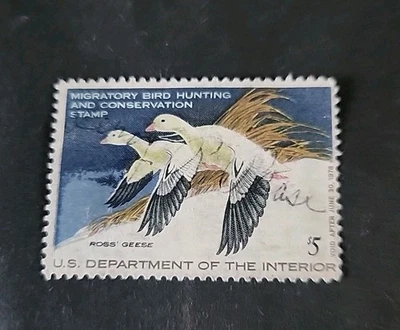 MIGRATORY BIRD HUNTING
AND CONSERVATION
STAMP
ROSS' GEESE
$5
VOID AFTER JUNE 30, 1978
U.S. DEPARTMENT OF THE INTERIOR